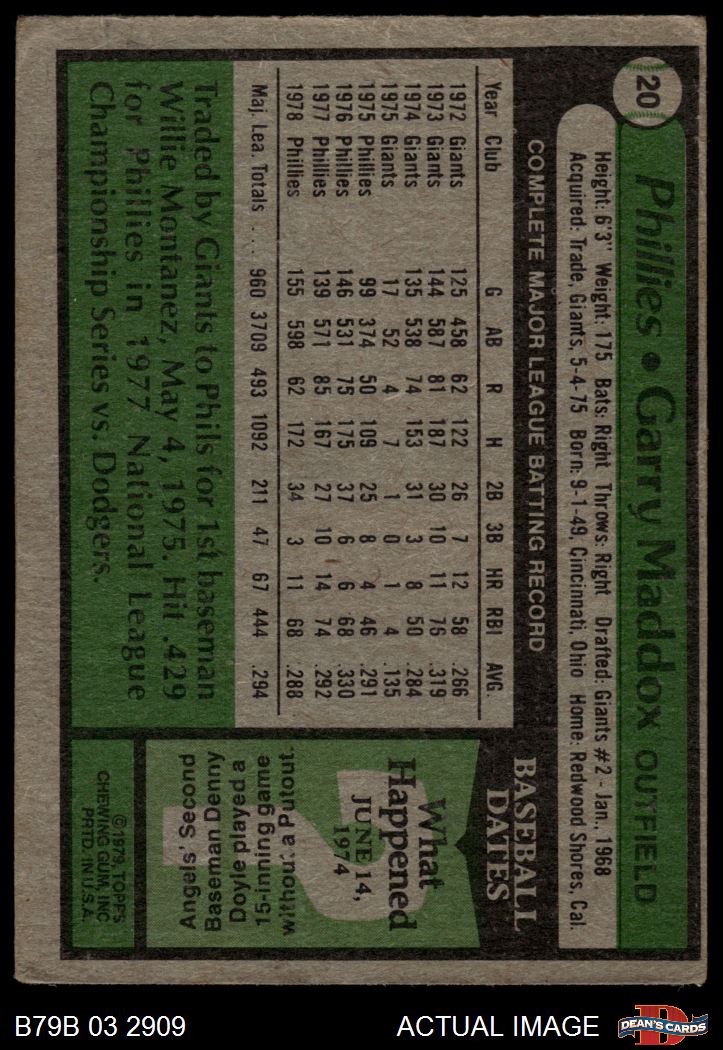 20
Phillies • Garry Maddox OUTFIELD
Height: 6'3" Weight: 175 Bats: Right Throws: Right Drafted: Giants #2 - Jan., 1968
Acquired: Trade, Giants, 5-4-75 Born: 9-1-49, Cincinnati, Ohio Home: Redwood Shores, Cal.
COMPLETE MAJOR LEAGUE BATTING RECORD
Year Club G AB R H 2B 3B HR RBI AVG.
1972 Giants 125 458 62 122 26 7 12 58 .266
1973 Giants 144 587 81 187 30 10 11 76 .319
1974 Giants 135 538 74 153 31 3 8 50 .284
1975 Giants 17 52 4 7 1 0 1 4 .135
1975 Phillies 99 374 50 109 25 8 4 46 .291
1976 Phillies 146 531 75 175 37 6 6 68 .330
1977 Phillies 139 571 85 167 27 10 14 74 .292
1978 Phillies 155 598 62 172 34 3 11 68 .288
Maj. Lea. Totals .... 960 3709 493 1092 211 47 67 444 .294
Traded by Giants to Phils for 1st baseman
Willie Montanez, May 4, 1975. Hit .429
for Phillies in 1977 National League
Championship Series vs. Dodgers.
BASEBALL
DATES
What
Happened
JUNE 14,
1974
?
Angels' Second
Baseman Denny
Doyle played a
15-inning game
without a Putout.
©1979, TOPPS
CHEWING GUM, INC.
PRTD. IN U.S.A.
B79B 03 2909 ACTUAL IMAGE
D
DEAN'S CARDS